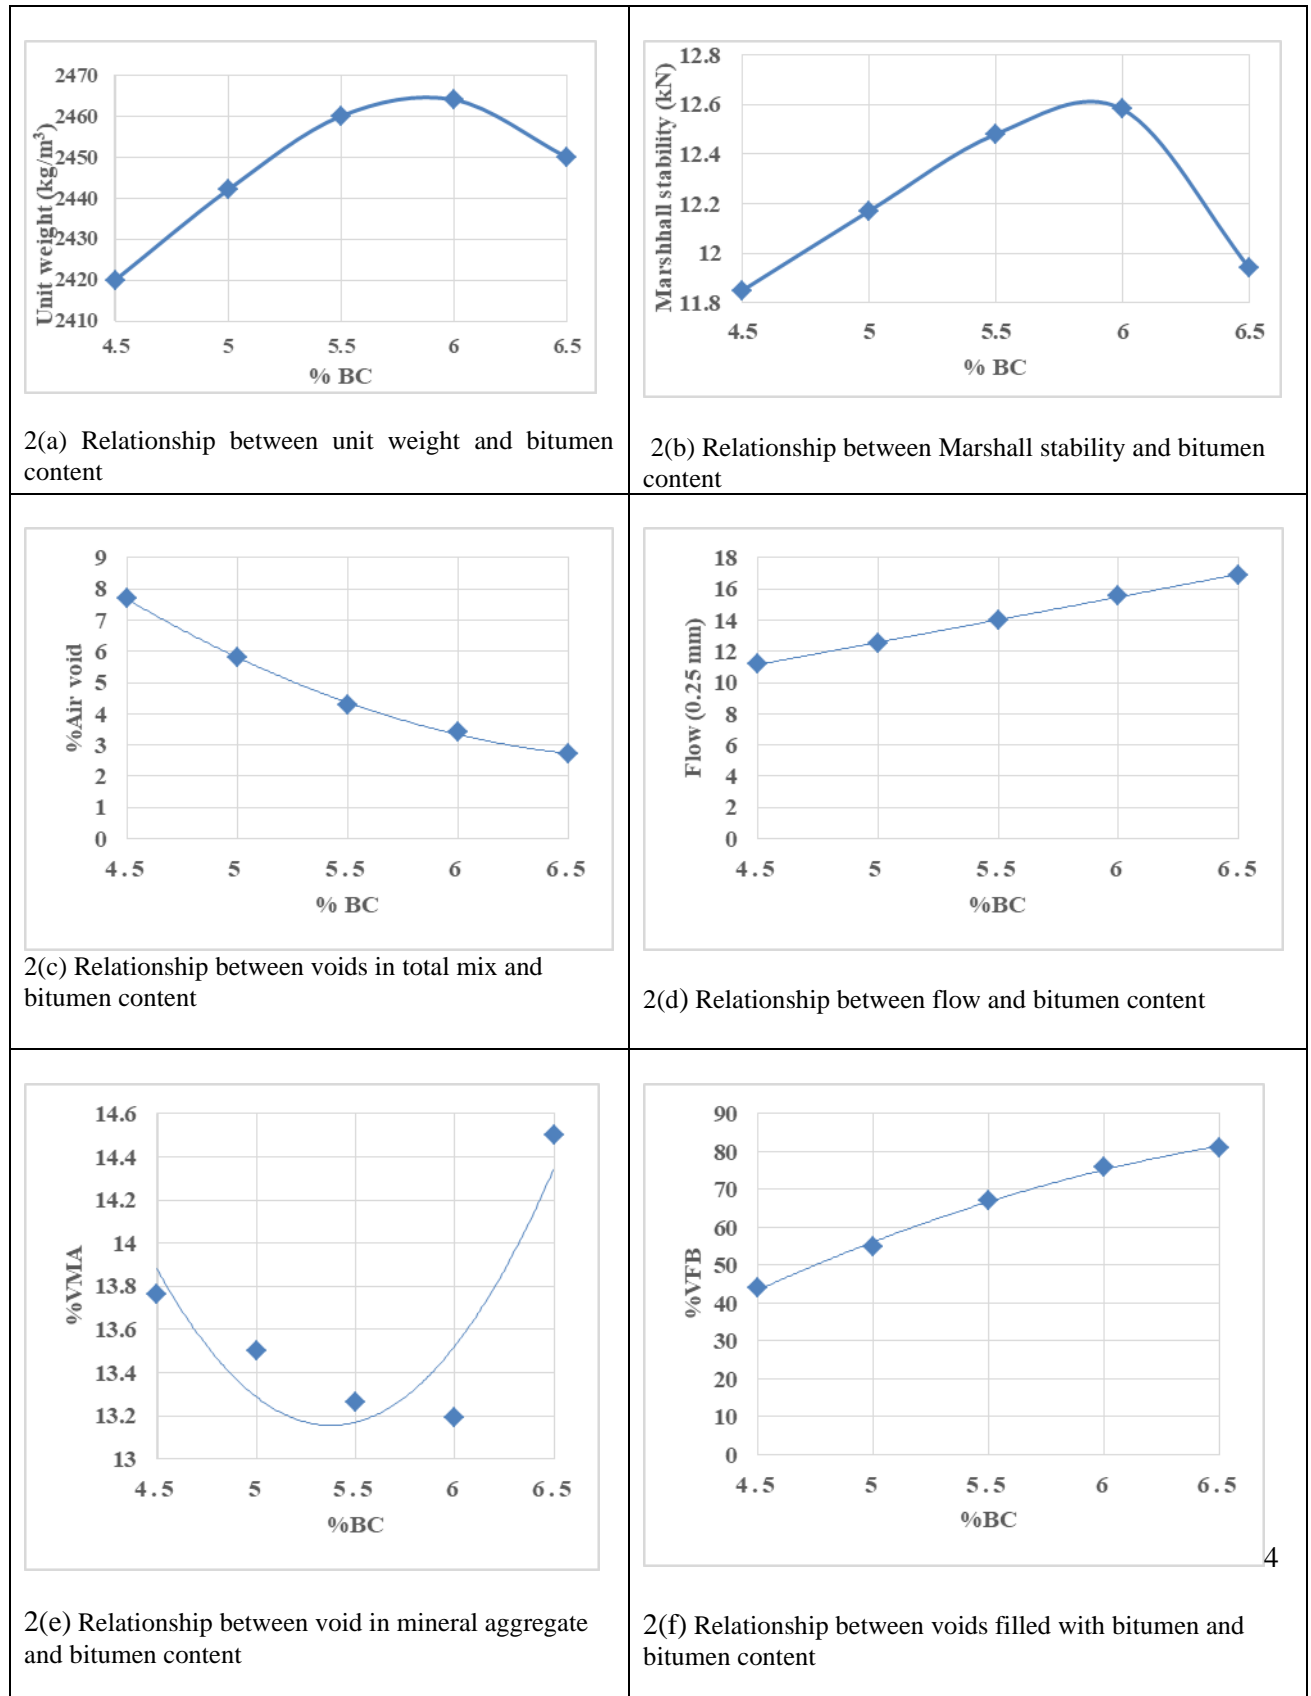 2470
2460
2450
2440
2430
2420
2410
Unit weight (kg/m³)
4.5 5 5.5 6 6.5
% BC
2(a) Relationship between unit weight and bitumen
content
12.8
12.6
12.4
12.2
12
11.8
Marshhall stability (kN)
4.5 5 5.5 6 6.5
% BC
2(b) Relationship between Marshall stability and bitumen
content
9
8
7
6
5
4
3
2
1
0
%Air void
4.5 5 5.5 6 6.5
% BC
2(c) Relationship between voids in total mix and
bitumen content
18
16
14
12
10
8
6
4
2
0
Flow (0.25 mm)
4.5 5 5.5 6 6.5
%BC
2(d) Relationship between flow and bitumen content
14.6
14.4
14.2
14
13.8
13.6
13.4
13.2
13
%VMA
4.5 5 5.5 6 6.5
%BC
2(e) Relationship between void in mineral aggregate
and bitumen content
90
80
70
60
50
40
30
20
10
0
%VFB
4.5 5 5.5 6 6.5
%BC
4
2(f) Relationship between voids filled with bitumen and
bitumen content